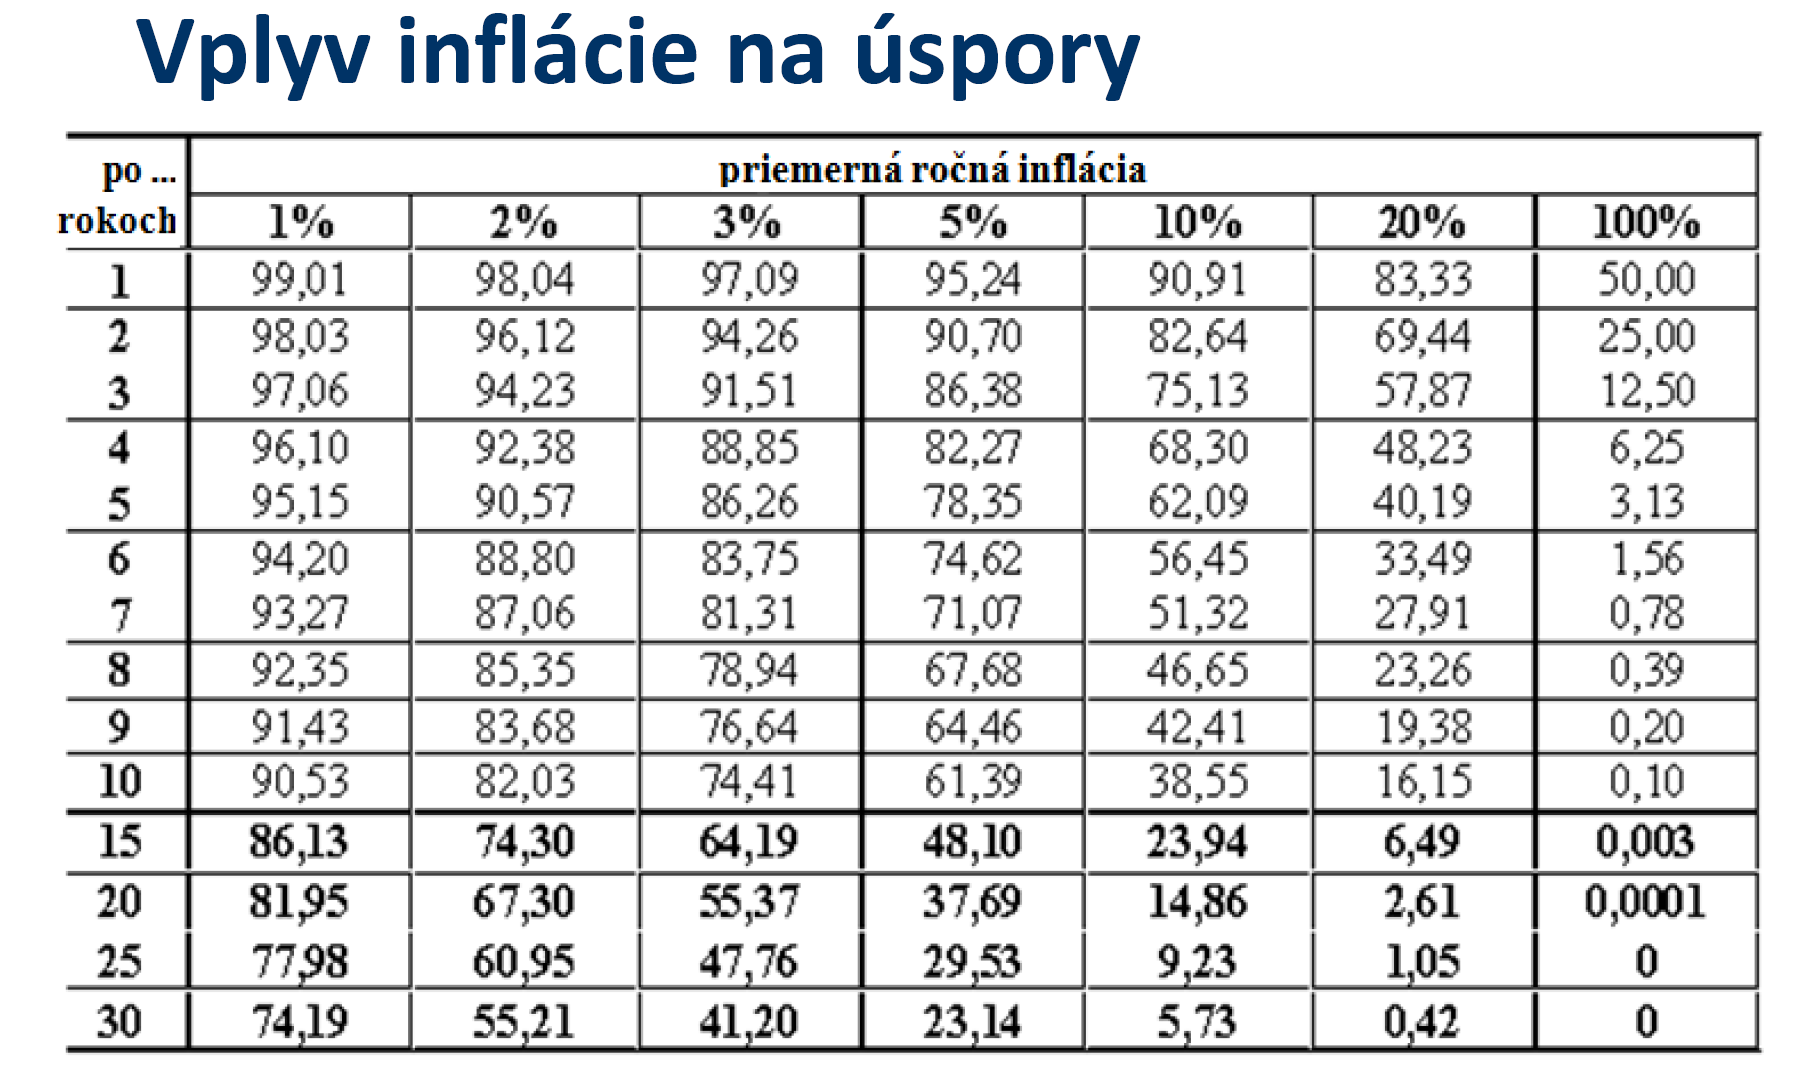 Vplyv inflácie na úspory
po ... priemerná ročná inflácia
rokoch 1% 2% 3% 5% 10% 20% 100%
1 99,01 98,04 97,09 95,24 90,91 83,33 50,00
2 98,03 96,12 94,26 90,70 82,64 69,44 25,00
3 97,06 94,23 91,51 86,38 75,13 57,87 12,50
4 96,10 92,38 88,85 82,27 68,30 48,23 6,25
5 95,15 90,57 86,26 78,35 62,09 40,19 3,13
6 94,20 88,80 83,75 74,62 56,45 33,49 1,56
7 93,27 87,06 81,31 71,07 51,32 27,91 0,78
8 92,35 85,35 78,94 67,68 46,65 23,26 0,39
9 91,43 83,68 76,64 64,46 42,41 19,38 0,20
10 90,53 82,03 74,41 61,39 38,55 16,15 0,10
15 86,13 74,30 64,19 48,10 23,94 6,49 0,003
20 81,95 67,30 55,37 37,69 14,86 2,61 0,0001
25 77,98 60,95 47,76 29,53 9,23 1,05 0
30 74,19 55,21 41,20 23,14 5,73 0,42 0